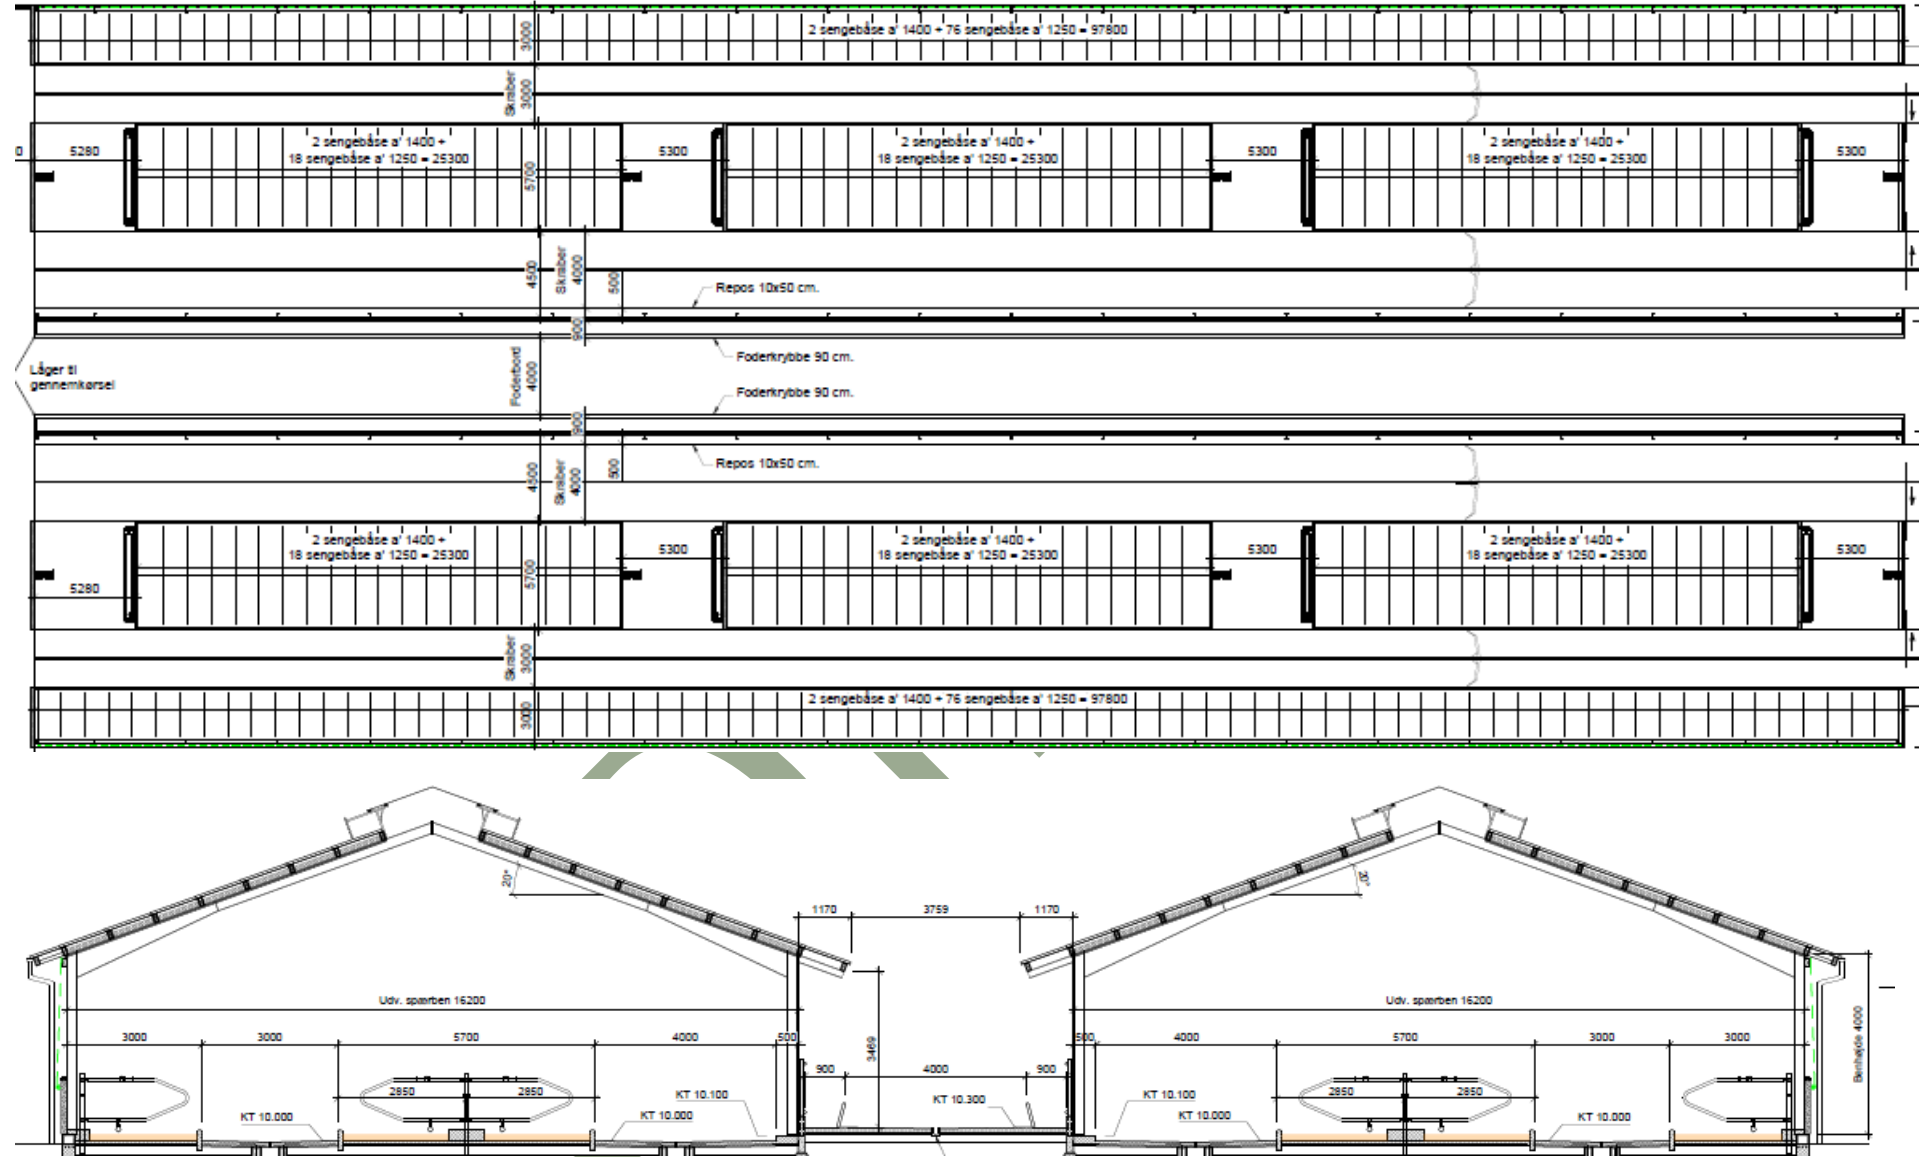 2 sengebåse a' 1400 + 76 sengebåse a' 1250 = 97800
3000
Skraber
3000
0
5280
2 sengebåse a' 1400 +
18 sengebåse a' 1250 = 25300
5700
5300
2 sengebåse a' 1400 +
18 sengebåse a' 1250 = 25300
5300
2 sengebåse a' 1400 +
18 sengebåse a' 1250 = 25300
5300
4500
Skraber
4000
500
Repos 10x50 cm.
900
Foderkrybbe 90 cm.
Låger til
gennemkørsel
Foderbord
4000
Foderkrybbe 90 cm.
900
Repos 10x50 cm.
4500
Skraber
4000
500
2 sengebåse a' 1400 +
18 sengebåse a' 1250 = 25300
5700
5280
5300
2 sengebåse a' 1400 +
18 sengebåse a' 1250 = 25300
5300
2 sengebåse a' 1400 +
18 sengebåse a' 1250 = 25300
5300
Skraber
3000
2 sengebåse a' 1400 + 76 sengebåse a' 1250 = 97800
3000
20°
1170
3759
1170
20°
Udv. spærben 16200
Udv. spærben 16200
3000
3000
5700
4000
500
3469
500
4000
5700
3000
3000
Benhøjde 4000
900
4000
900
2850
2850
2850
2850
KT 10.000
KT 10.000
KT 10.100
KT 10.300
KT 10.100
KT 10.000
KT 10.000